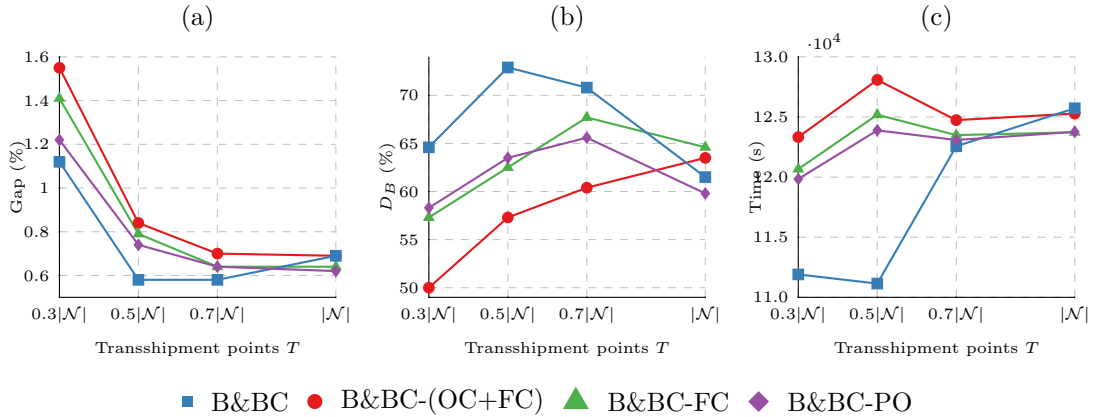 (a)
Gap (%)
1.6
1.4
1.2
1
0.8
0.6
0.3|𝒩| 0.5|𝒩| 0.7|𝒩| |𝒩|
Transshipment points T
(b)
D_B (%)
70
65
60
55
50
0.3|𝒩| 0.5|𝒩| 0.7|𝒩| |𝒩|
Transshipment points T
(c)
·10⁴
Time (s)
13.0
12.5
12.0
11.5
11.0
0.3|𝒩| 0.5|𝒩| 0.7|𝒩| |𝒩|
Transshipment points T
B&BC B&BC-(OC+FC) B&BC-FC B&BC-PO